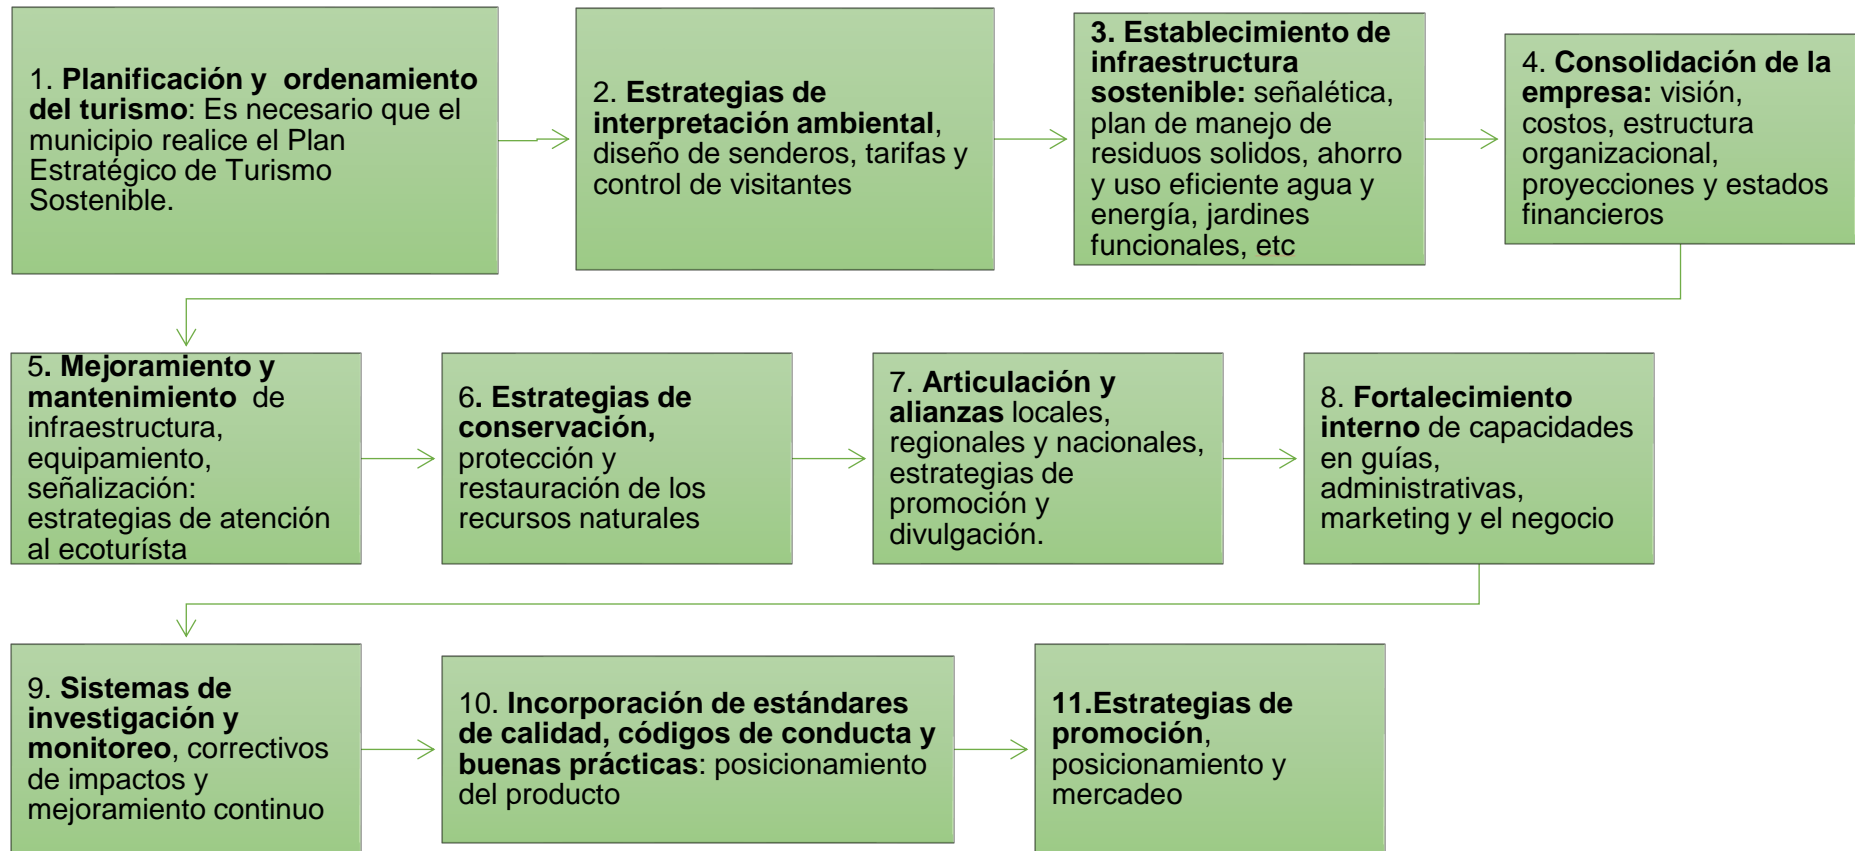 1. Planificación y  ordenamiento
del turismo: Es necesario que el
municipio realice el Plan
Estratégico de Turismo
Sostenible.
2. Estrategias de
interpretación ambiental,
diseño de senderos, tarifas y
control de visitantes
3. Establecimiento de
infraestructura
sostenible: señalética,
plan de manejo de
residuos solidos, ahorro
y uso eficiente agua y
energía, jardines
funcionales, etc
4. Consolidación de la
empresa: visión,
costos, estructura
organizacional,
proyecciones y estados
financieros
5. Mejoramiento y
mantenimiento  de
infraestructura,
equipamiento,
señalización:
estrategias de atención
al ecoturísta
6. Estrategias de
conservación,
protección y
restauración de los
recursos naturales
7. Articulación y
alianzas locales,
regionales y nacionales,
estrategias de
promoción y
divulgación.
8. Fortalecimiento
interno de capacidades
en guías,
administrativas,
marketing y el negocio
9. Sistemas de
investigación y
monitoreo, correctivos
de impactos y
mejoramiento continuo
10. Incorporación de estándares
de calidad, códigos de conducta y
buenas prácticas: posicionamiento
del producto
11.Estrategias de
promoción,
posicionamiento y
mercadeo